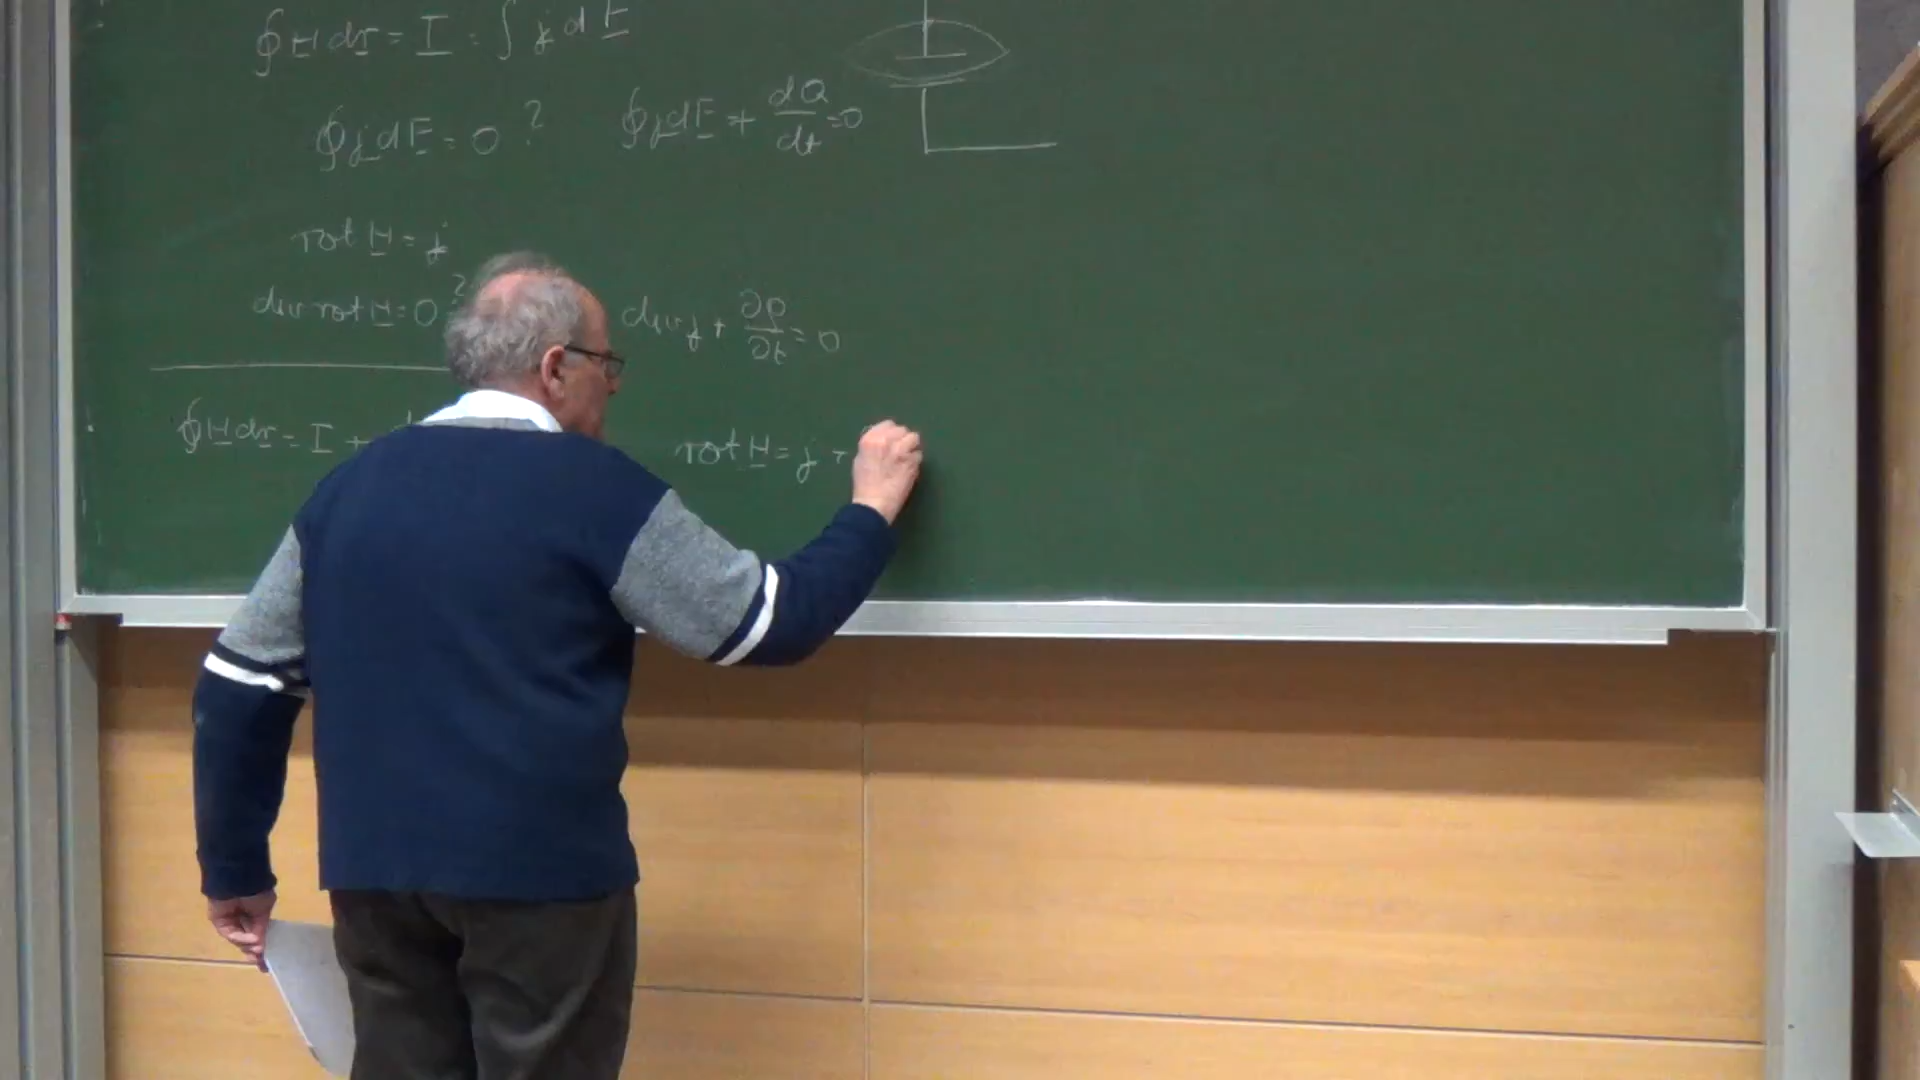 ∮ H dr = I = ∫ j dF
∮ j dF = 0 ? ∮ j dF + dQ/dt = 0
rot H = j
div rot H = 0 ? div j + ∂ρ/∂t = 0
∮ H dr = I + rot H = j +